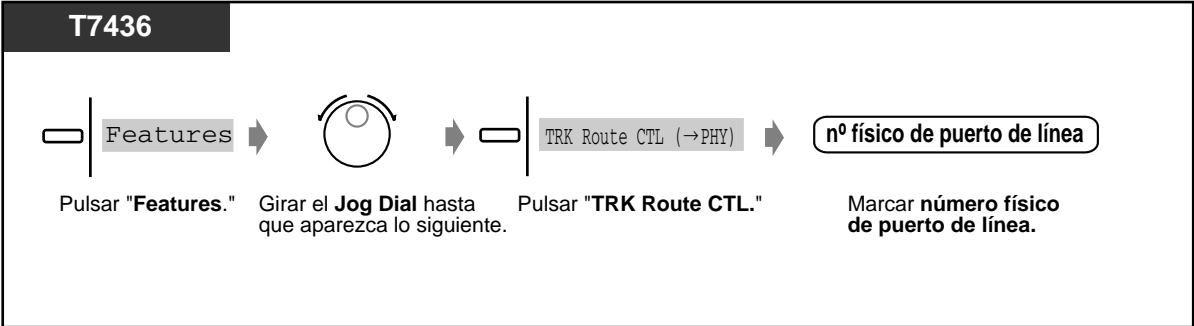 T7436
Features
TRK Route CTL (→PHY)
nº físico de puerto de línea
Pulsar "Features."
Girar el Jog Dial hasta
que aparezca lo siguiente.
Pulsar "TRK Route CTL."
Marcar número físico
de puerto de línea.